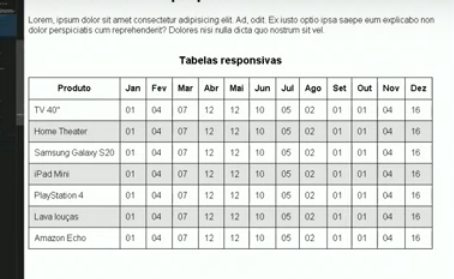 Lorem, ipsum dolor sit amet consectetur adipisicing elit. Ad, odit. Ex iusto optio ipsa saepe eum explicabo non
dolor perspiciatis cum reprehenderit? Dolores nisi nulla dicta quo nostrum sit vel.
Tabelas responsivas
Produto Jan Fev Mar Abr Mai Jun Jul Ago Set Out Nov Dez
TV 40" 01 04 07 12 12 10 05 02 01 01 04 16
Home Theater 01 04 07 12 12 10 05 02 01 01 04 16
Samsung Galaxy S20 01 04 07 12 12 10 05 02 01 01 04 16
iPad Mini 01 04 07 12 12 10 05 02 01 01 04 16
PlayStation 4 01 04 07 12 12 10 05 02 01 01 04 16
Lava louças 01 04 07 12 12 10 05 02 01 01 04 16
Amazon Echo 01 04 07 12 12 10 05 02 01 01 04 16